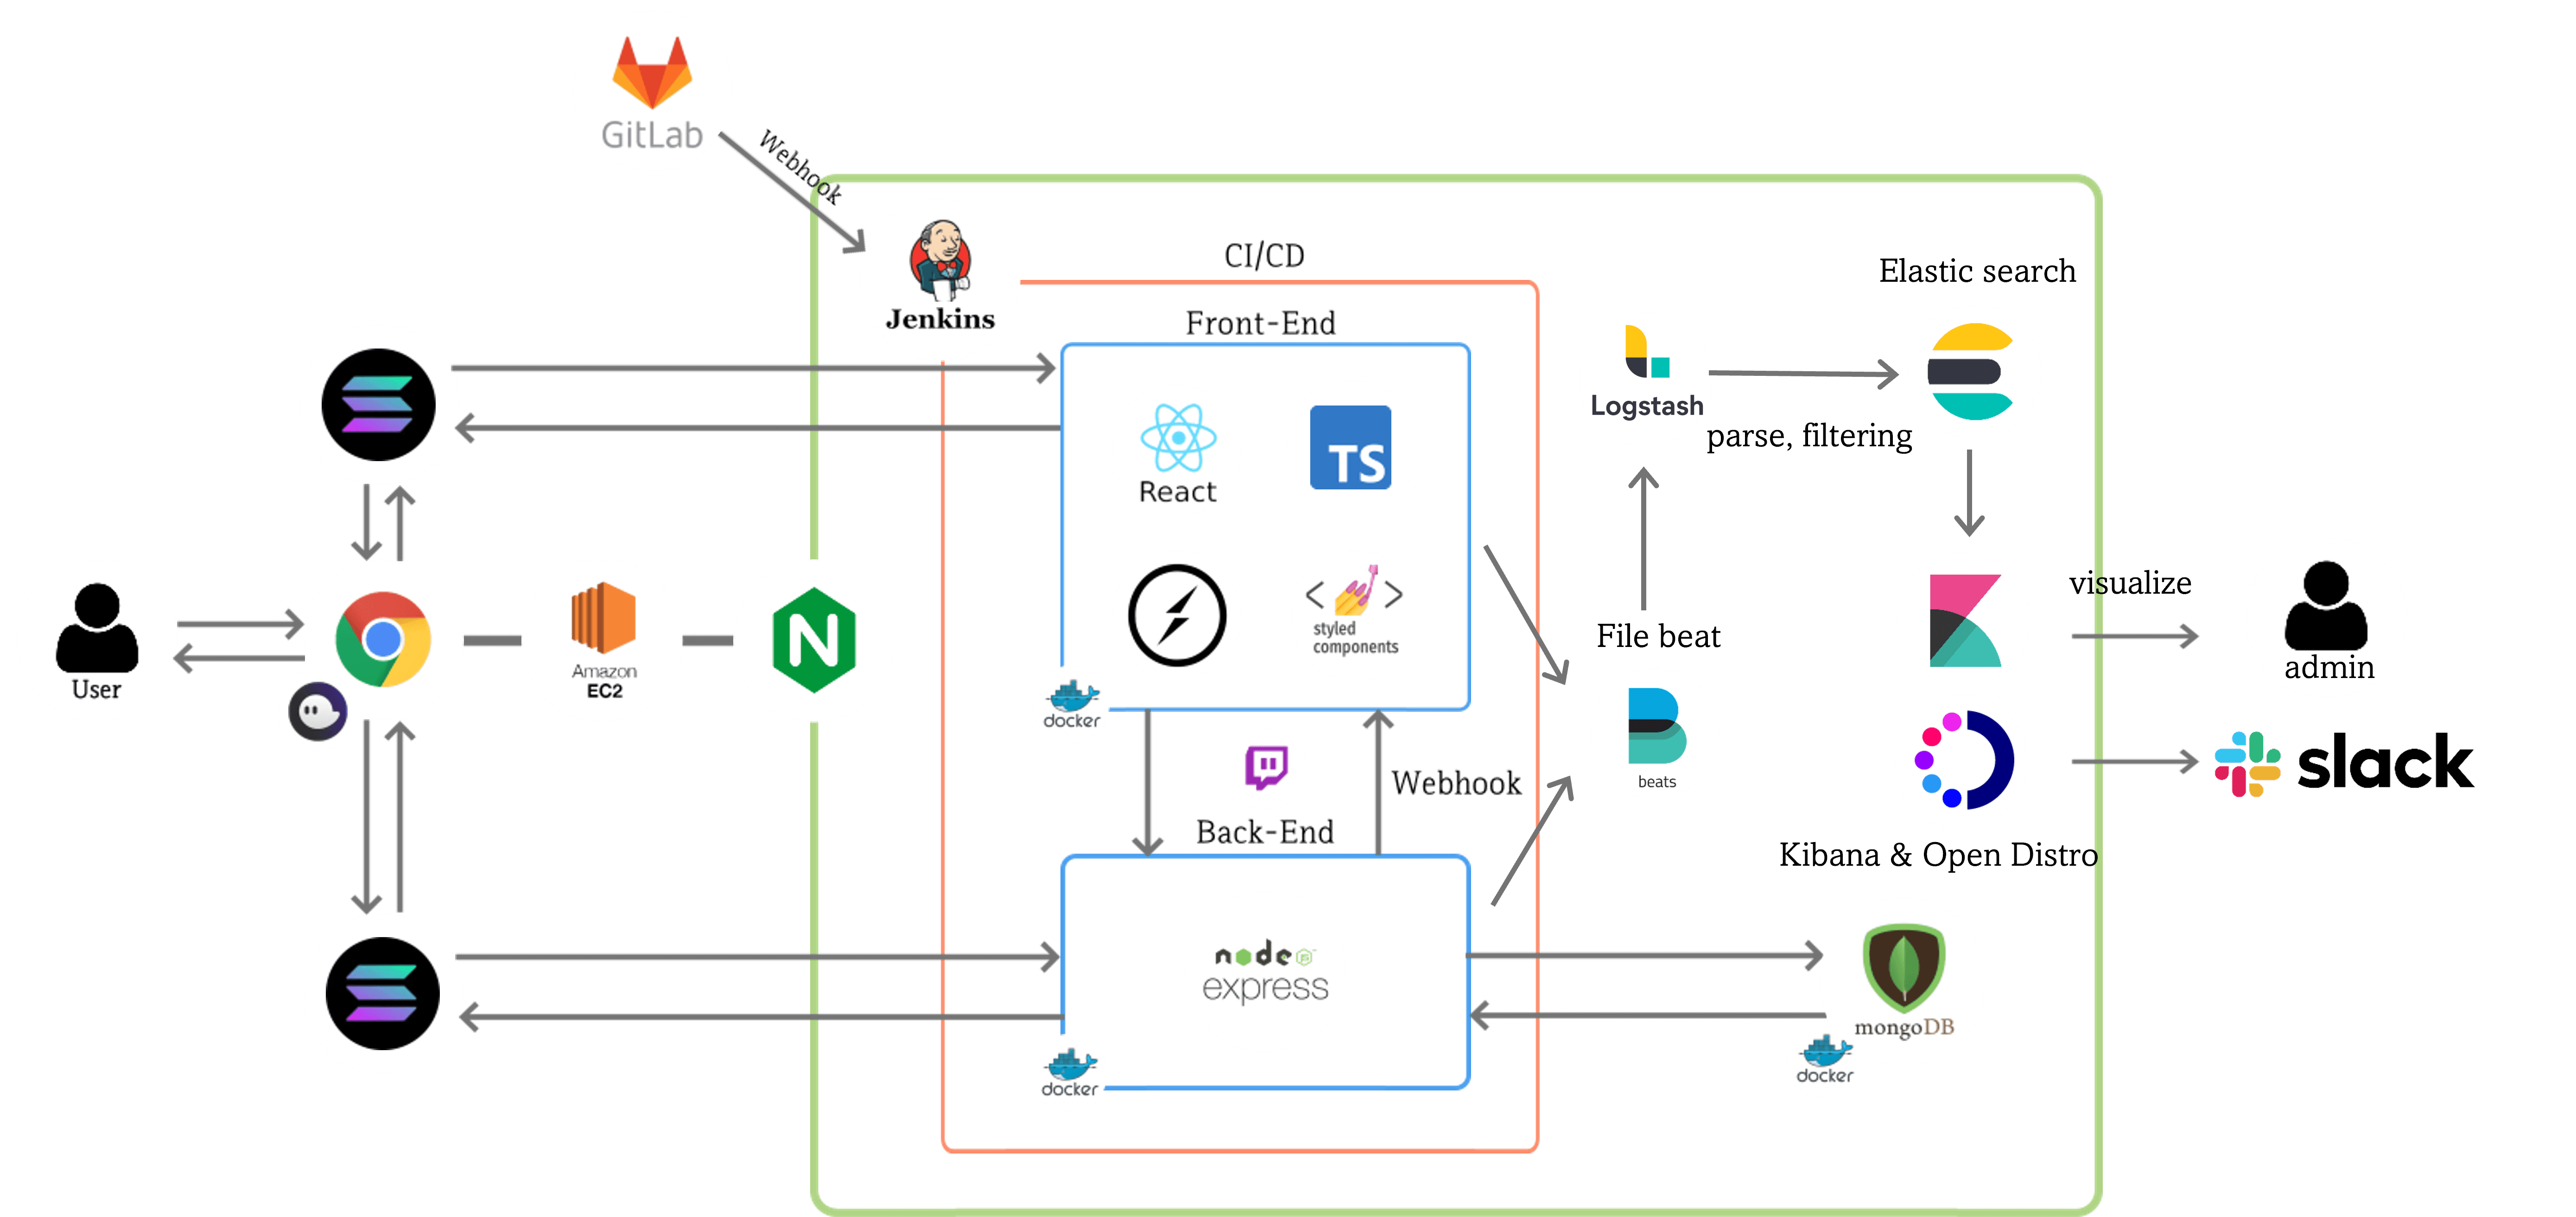 GitLab
Webhook
Jenkins
CI/CD
Front-End
React
TS
styled
components
docker
Webhook
Back-End
node
express
docker
User
Amazon
EC2
N
Logstash
parse, filtering
Elastic search
File beat
beats
visualize
admin
slack
Kibana & Open Distro
mongoDB
docker